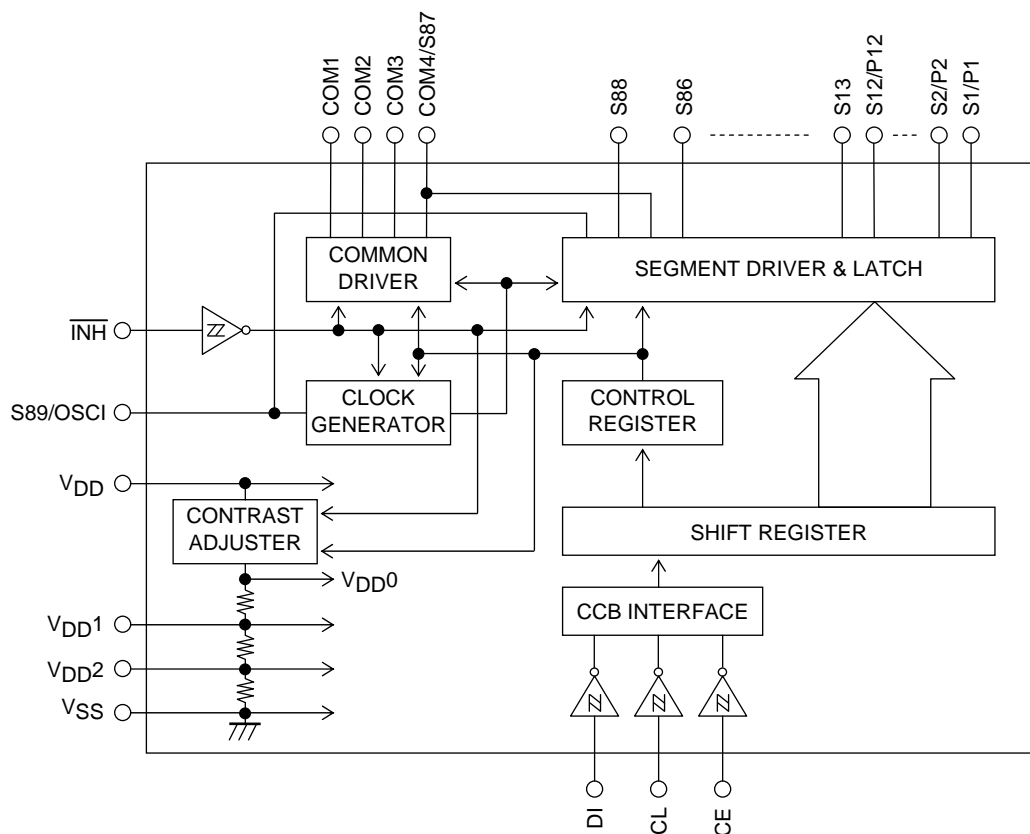 COM1
COM2
COM3
COM4/S87
S88
S86
S13
S12/P12
S2/P2
S1/P1
COMMON
DRIVER
SEGMENT DRIVER & LATCH
INH
S89/OSCI
CLOCK
GENERATOR
CONTROL
REGISTER
VDD
CONTRAST
ADJUSTER
SHIFT REGISTER
VDD0
CCB INTERFACE
VDD1
VDD2
VSS
DI
CL
CE